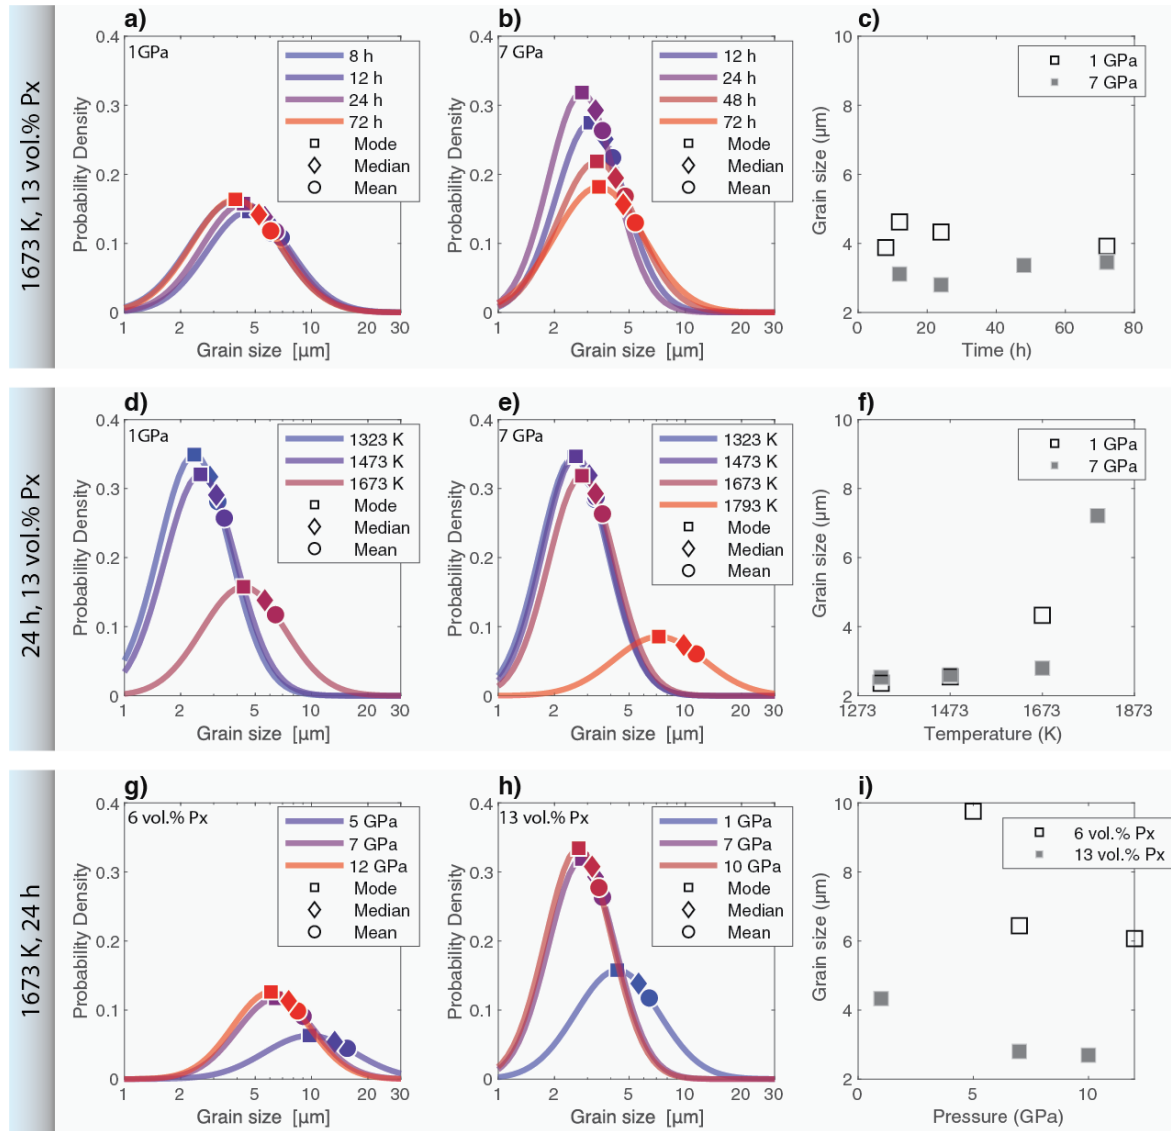 1673 K, 13 vol.% Px
a)
1GPa
8 h
12 h
24 h
72 h
Mode
Median
Mean
Probability Density
0.4
0.3
0.2
0.1
0
1
2
5
10
30
Grain size [µm]
b)
7 GPa
12 h
24 h
48 h
72 h
Mode
Median
Mean
Probability Density
0.4
0.3
0.2
0.1
0
1
2
5
10
30
Grain size [µm]
c)
1 GPa
7 GPa
Grain size (µm)
10
8
6
4
2
0
20
40
60
80
Time (h)
24 h, 13 vol.% Px
d)
1GPa
1323 K
1473 K
1673 K
Mode
Median
Mean
Probability Density
0.4
0.3
0.2
0.1
0
1
2
5
10
30
Grain size [µm]
e)
7 GPa
1323 K
1473 K
1673 K
1793 K
Mode
Median
Mean
Probability Density
0.4
0.3
0.2
0.1
0
1
2
5
10
30
Grain size [µm]
f)
1 GPa
7 GPa
Grain size (µm)
10
8
6
4
2
1273
1473
1673
1873
Temperature (K)
1673 K, 24 h
g)
6 vol.% Px
5 GPa
7 GPa
12 GPa
Mode
Median
Mean
Probability Density
0.4
0.3
0.2
0.1
0
1
2
5
10
30
Grain size [µm]
h)
13 vol.% Px
1 GPa
7 GPa
10 GPa
Mode
Median
Mean
Probability Density
0.4
0.3
0.2
0.1
0
1
2
5
10
30
Grain size [µm]
i)
6 vol.% Px
13 vol.% Px
Grain size (µm)
10
8
6
4
2
0
5
10
Pressure (GPa)